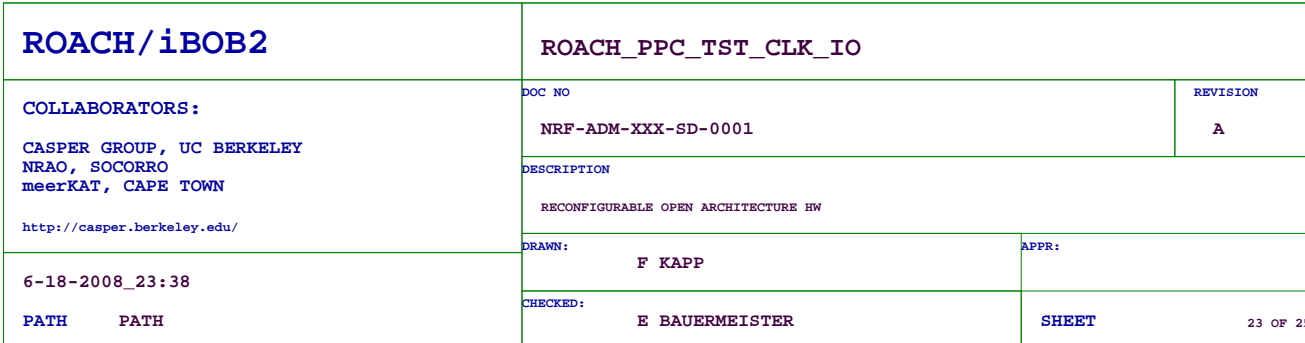 ROACH/iBOB2
ROACH_PPC_TST_CLK_IO
COLLABORATORS:
CASPER GROUP, UC BERKELEY
NRAO, SOCORRO
meerKAT, CAPE TOWN
http://casper.berkeley.edu/
DOC NO
NRF-ADM-XXX-SD-0001
REVISION
A
DESCRIPTION
RECONFIGURABLE OPEN ARCHITECTURE HW
6-18-2008_23:38
PATH PATH
DRAWN:
F KAPP
APPR:
CHECKED:
E BAUERMEISTER
SHEET 23 OF